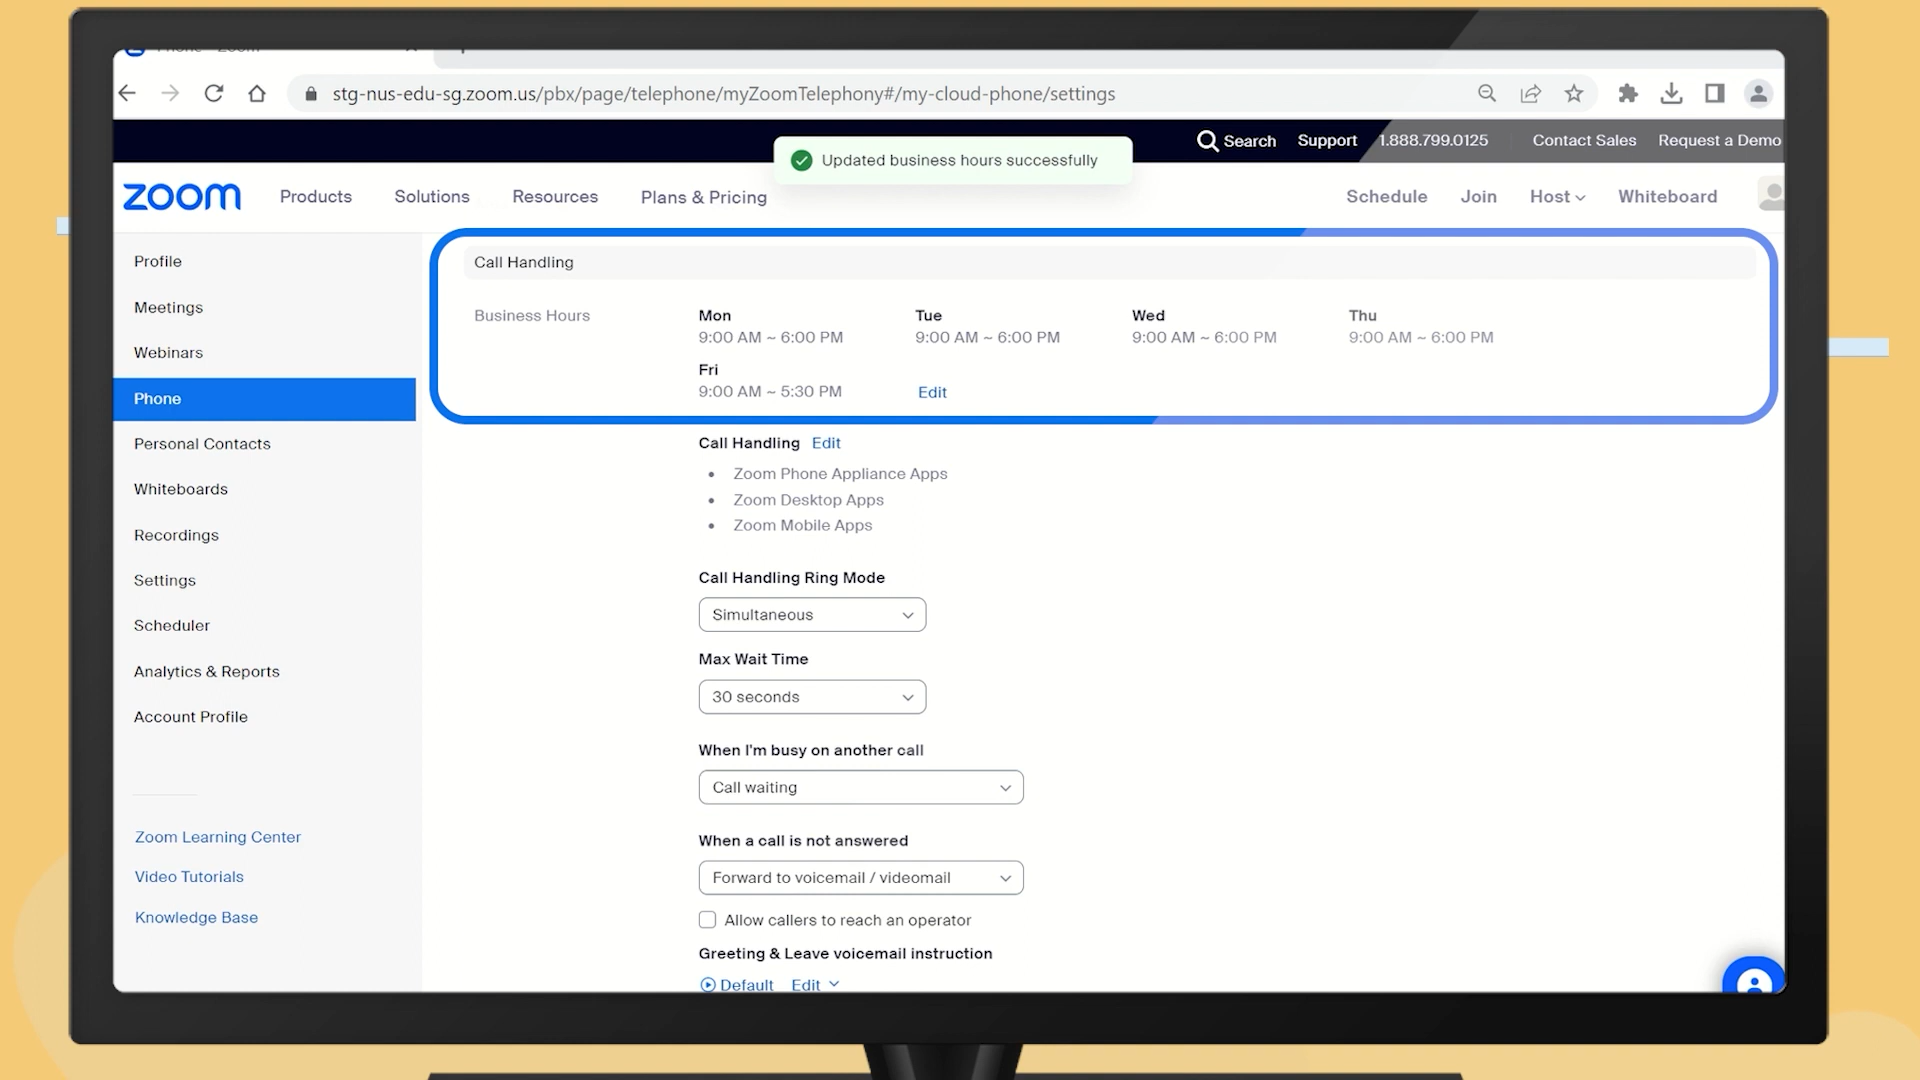 stg-nus-edu-sg.zoom.us/pbx/page/telephone/myZoomTelephony#/my-cloud-phone/settings
Search Support 1.888.799.0125 Contact Sales Request a Demo
Updated business hours successfully
zoom Products Solutions Resources Plans & Pricing Schedule Join Host Whiteboard
Profile
Meetings
Webinars
Phone
Personal Contacts
Whiteboards
Recordings
Settings
Scheduler
Analytics & Reports
Account Profile
Zoom Learning Center
Video Tutorials
Knowledge Base
Call Handling
Business Hours Mon Tue Wed Thu
9:00 AM ~ 6:00 PM 9:00 AM ~ 6:00 PM 9:00 AM ~ 6:00 PM 9:00 AM ~ 6:00 PM
Fri
9:00 AM ~ 5:30 PM Edit
Call Handling Edit
• Zoom Phone Appliance Apps
• Zoom Desktop Apps
• Zoom Mobile Apps
Call Handling Ring Mode
Simultaneous
Max Wait Time
30 seconds
When I'm busy on another call
Call waiting
When a call is not answered
Forward to voicemail / videomail
Allow callers to reach an operator
Greeting & Leave voicemail instruction
Default Edit